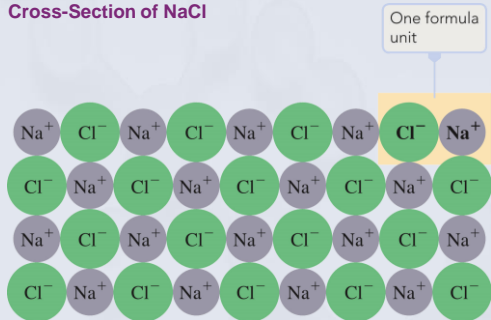 Cross-Section of NaCl
One formula
unit
Na⁺ Cl⁻ Na⁺ Cl⁻ Na⁺ Cl⁻ Na⁺ Cl⁻ Na⁺
Cl⁻ Na⁺ Cl⁻ Na⁺ Cl⁻ Na⁺ Cl⁻ Na⁺ Cl⁻
Na⁺ Cl⁻ Na⁺ Cl⁻ Na⁺ Cl⁻ Na⁺ Cl⁻ Na⁺
Cl⁻ Na⁺ Cl⁻ Na⁺ Cl⁻ Na⁺ Cl⁻ Na⁺ Cl⁻